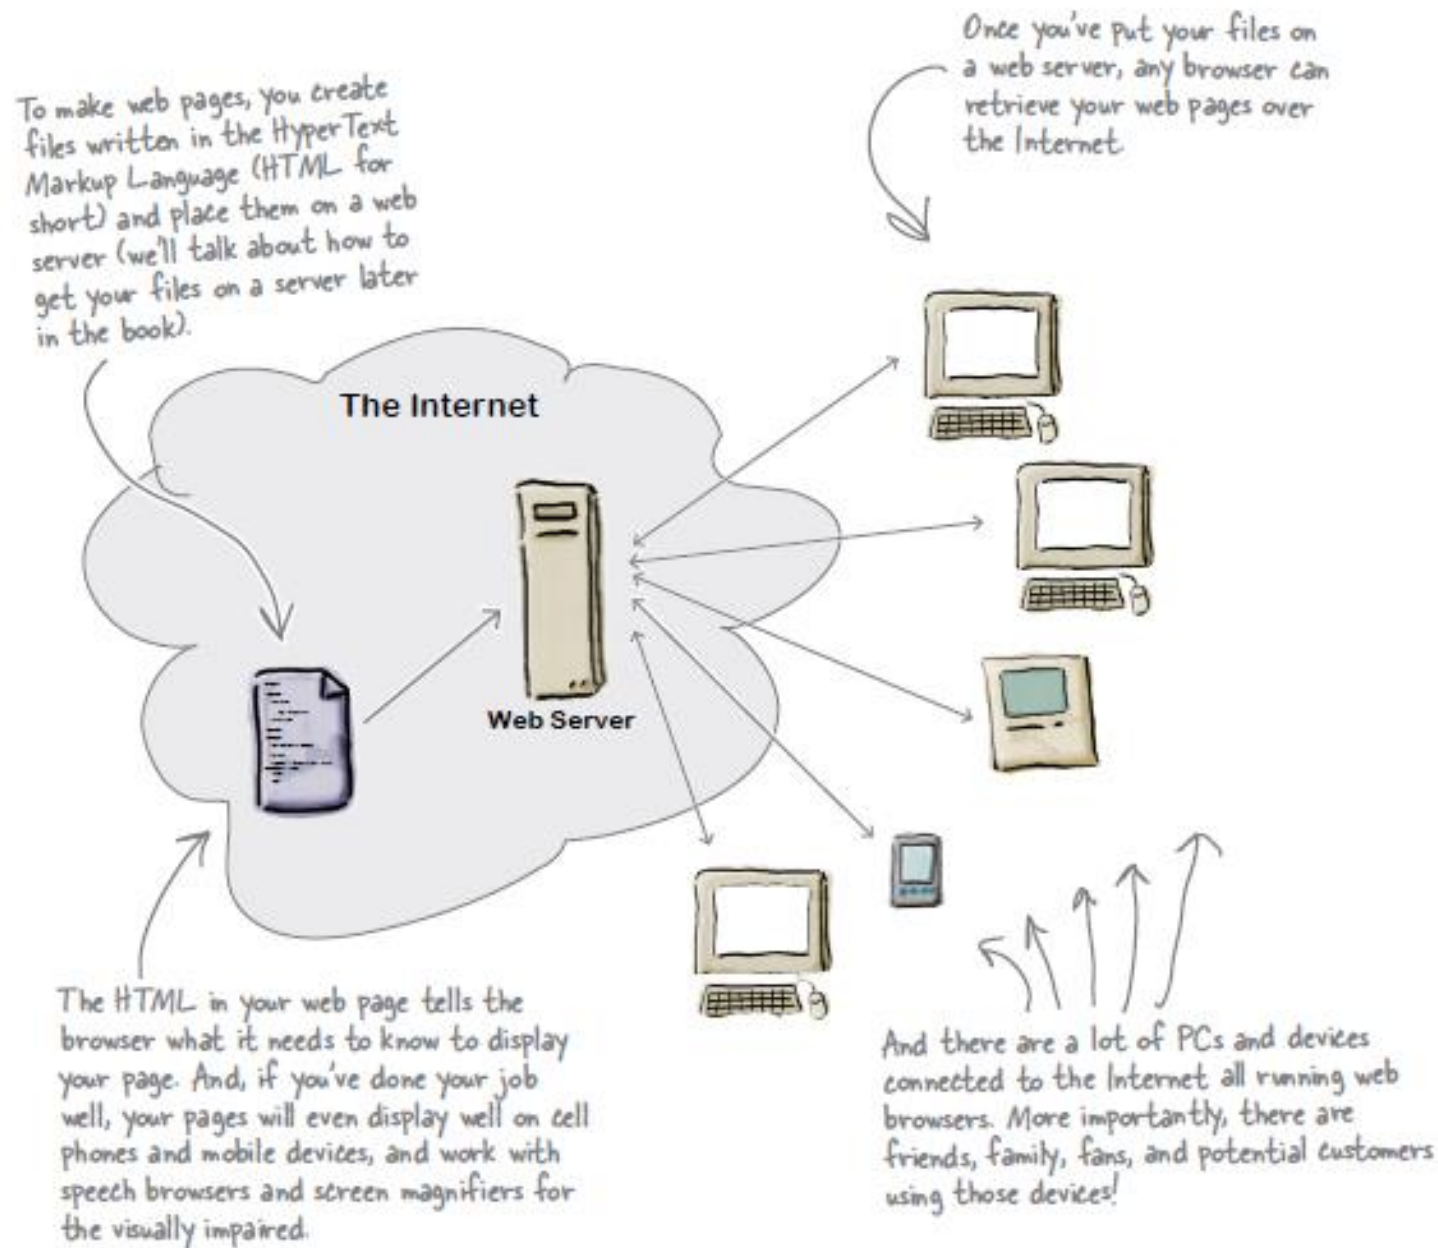 Once you've put your files on
a web server, any browser can
retrieve your web pages over
the Internet.
To make web pages, you create
files written in the HyperText
Markup Language (HTML for
short) and place them on a web
server (we'll talk about how to
get your files on a server later
in the book).
The Internet
Web Server
The HTML in your web page tells the
browser what it needs to know to display
your page. And, if you've done your job
well, your pages will even display well on cell
phones and mobile devices, and work with
speech browsers and screen magnifiers for
the visually impaired.
And there are a lot of PCs and devices
connected to the Internet all running web
browsers. More importantly, there are
friends, family, fans, and potential customers
using those devices!